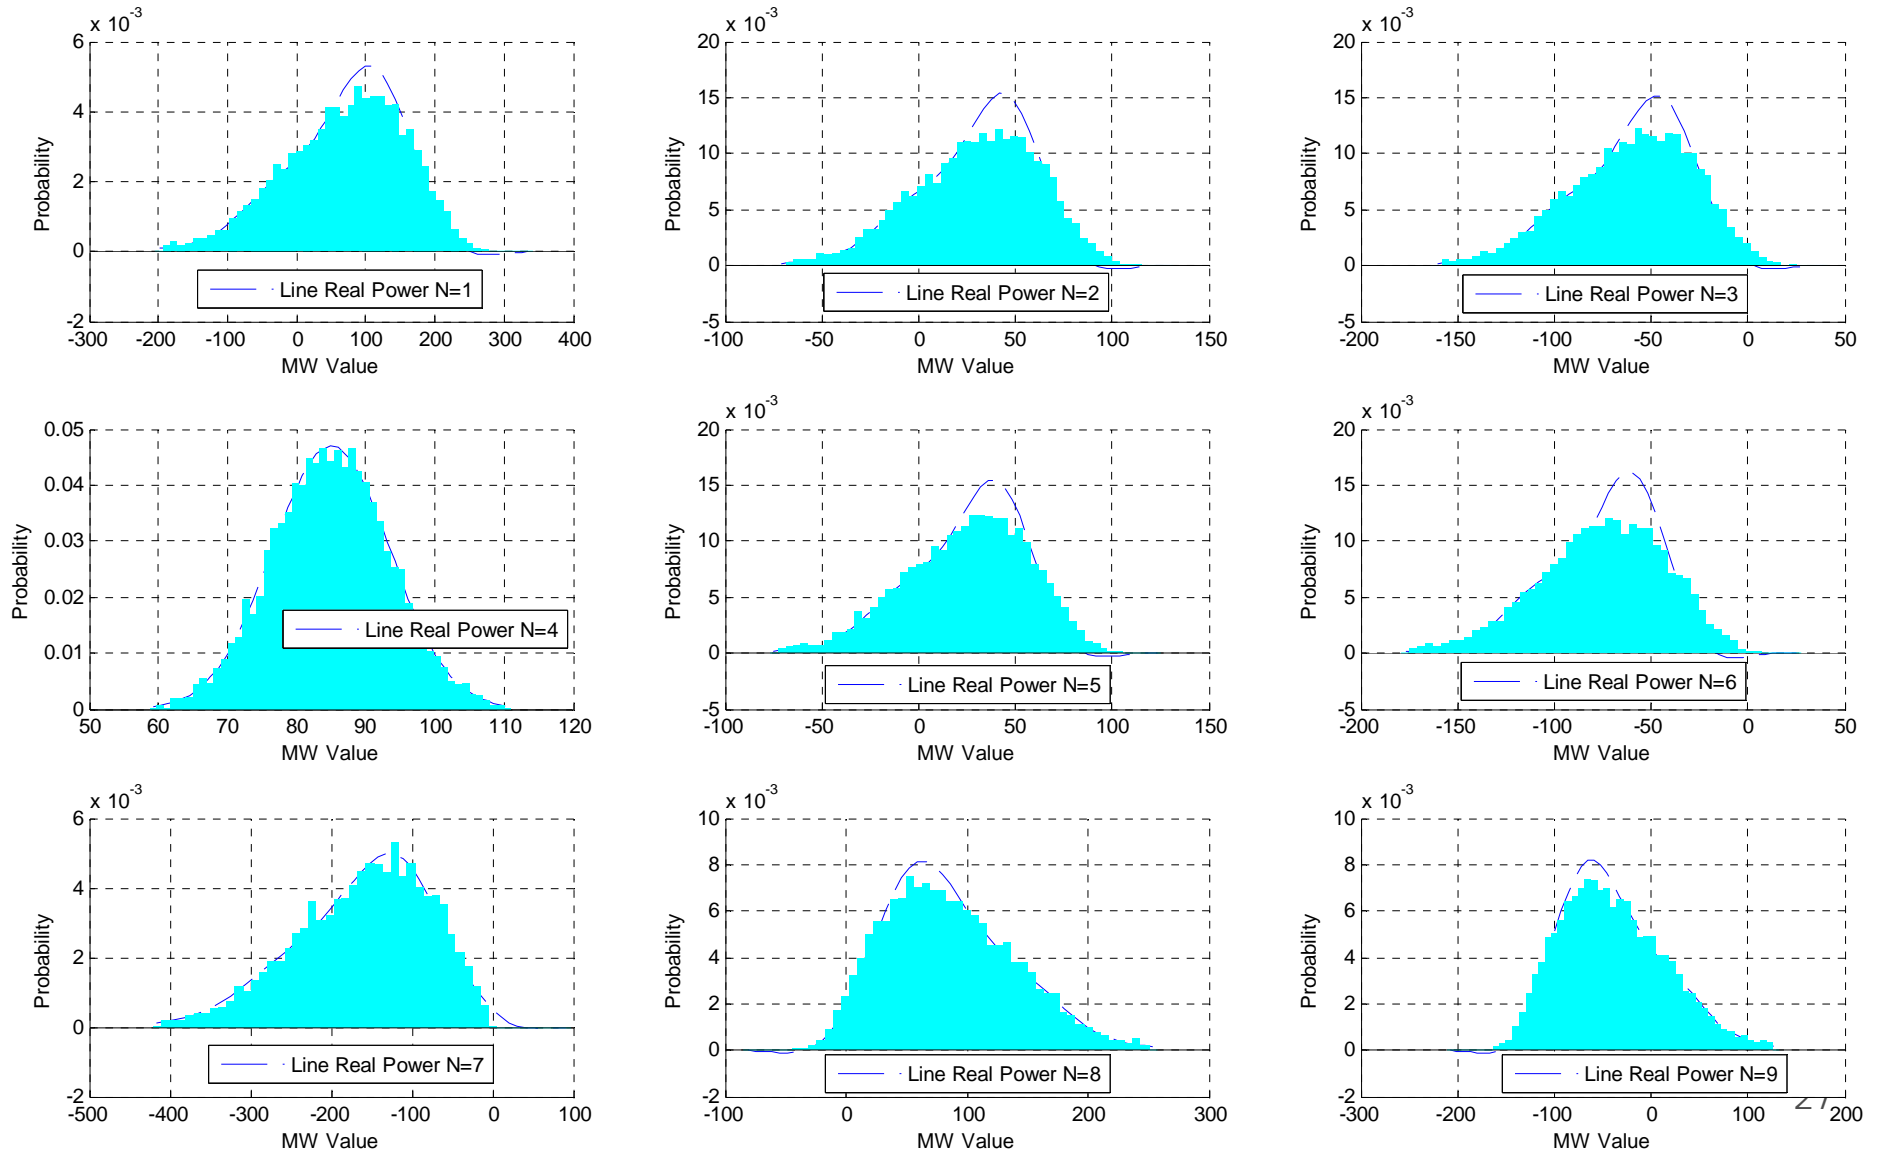 x 10-3
6
4
2
0
-2
-300 -200 -100 0 100 200 300 400
Probability
MW Value
Line Real Power N=1
x 10-3
20
15
10
5
0
-5
-100 -50 0 50 100 150
Probability
MW Value
Line Real Power N=2
x 10-3
20
15
10
5
0
-5
-200 -150 -100 -50 0 50
Probability
MW Value
Line Real Power N=3
0.05
0.04
0.03
0.02
0.01
0
50 60 70 80 90 100 110 120
Probability
MW Value
Line Real Power N=4
x 10-3
20
15
10
5
0
-5
-100 -50 0 50 100 150
Probability
MW Value
Line Real Power N=5
x 10-3
20
15
10
5
0
-5
-200 -150 -100 -50 0 50
Probability
MW Value
Line Real Power N=6
x 10-3
6
4
2
0
-2
-500 -400 -300 -200 -100 0 100
Probability
MW Value
Line Real Power N=7
x 10-3
10
8
6
4
2
0
-2
-100 0 100 200 300
Probability
MW Value
Line Real Power N=8
x 10-3
10
8
6
4
2
0
-2
-300 -200 -100 0 100 200
Probability
MW Value
Line Real Power N=9